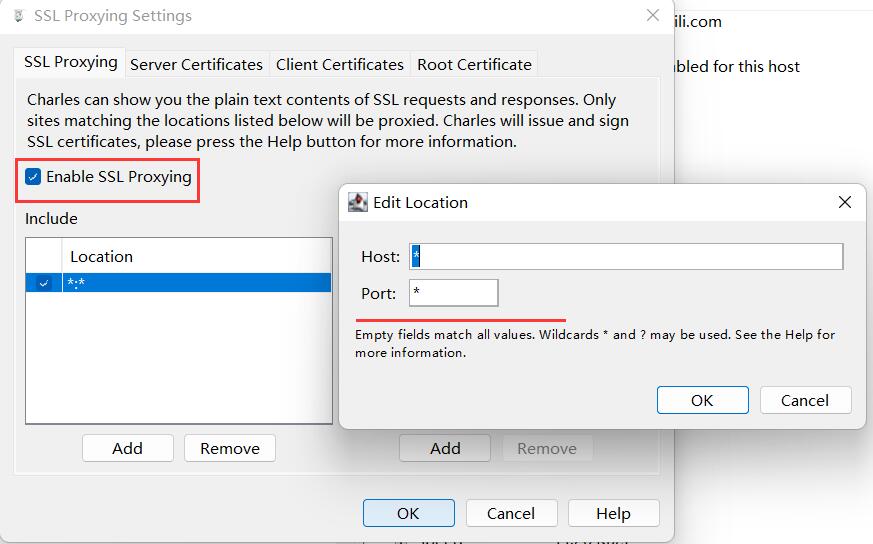 SSL Proxying Settings
ili.com
SSL Proxying Server Certificates Client Certificates Root Certificate
bled for this host
Charles can show you the plain text contents of SSL requests and responses. Only
sites matching the locations listed below will be proxied. Charles will issue and sign
SSL certificates, please press the Help button for more information.
Enable SSL Proxying
Include
Location
*:*
Edit Location
Host: *
Port: *
Empty fields match all values. Wildcards * and ? may be used. See the Help for
more information.
OK Cancel
Add Remove Add Remove
OK Cancel Help